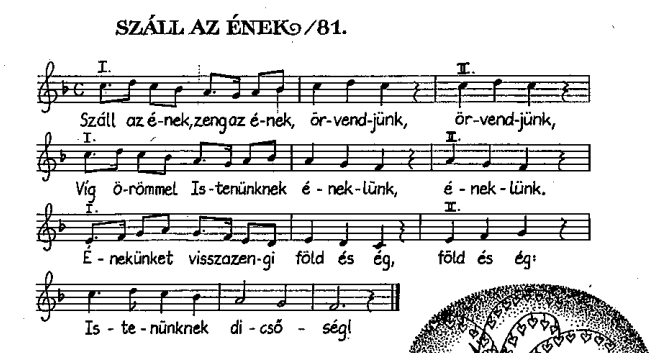 SZÁLL AZ ÉNEK 9/81.
I. II.
Száll az é-nek, zeng az é-nek, ör-vend-jünk, ör-vend-jünk,
I. II.
Víg ö-römmel Is-tenünknek é-nek-lünk, é-nek-lünk.
I. II.
É-nekünket visszazen-gi föld és ég, föld és ég:
Is-te-nünknek di-cső-ség!